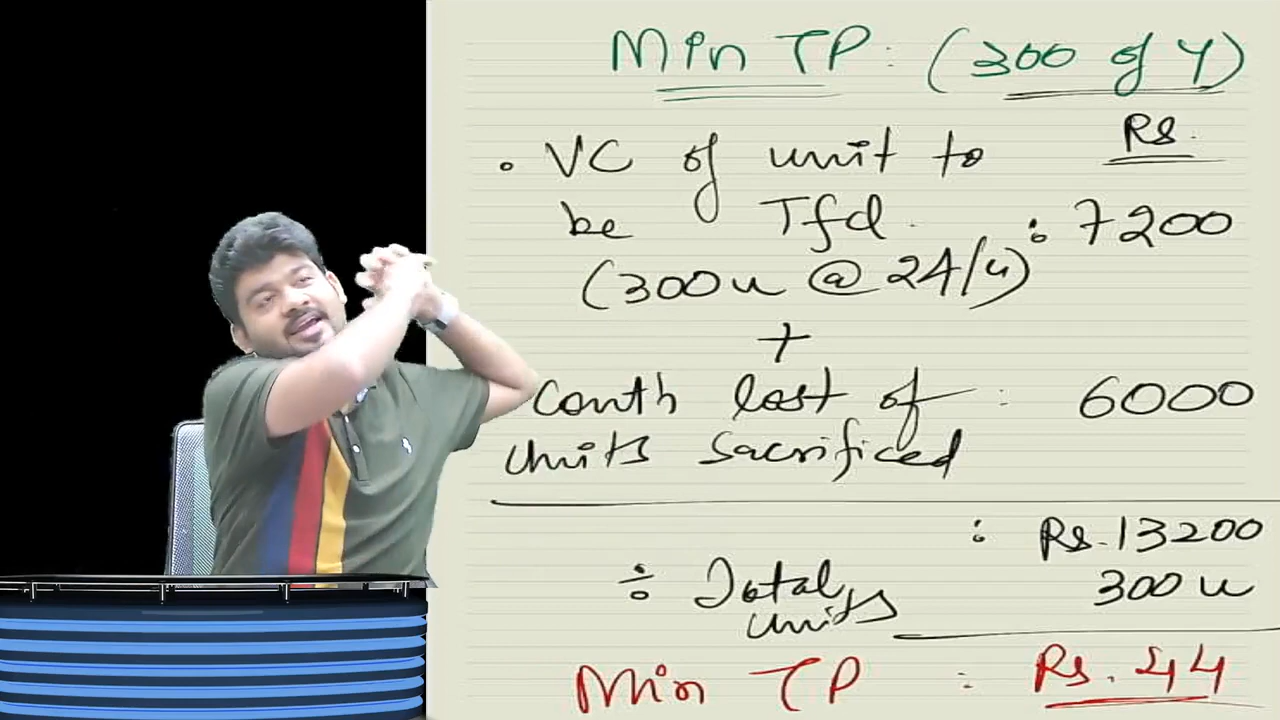 Min TP : (300 of Y)
Rs.
• VC of unit to
be Tfd. : 7200
(300u @ 24/u)
+
Contb lost of : 6000
Units sacrificed
: Rs. 13200
÷ Total 300 u
units
Min TP : Rs. 44